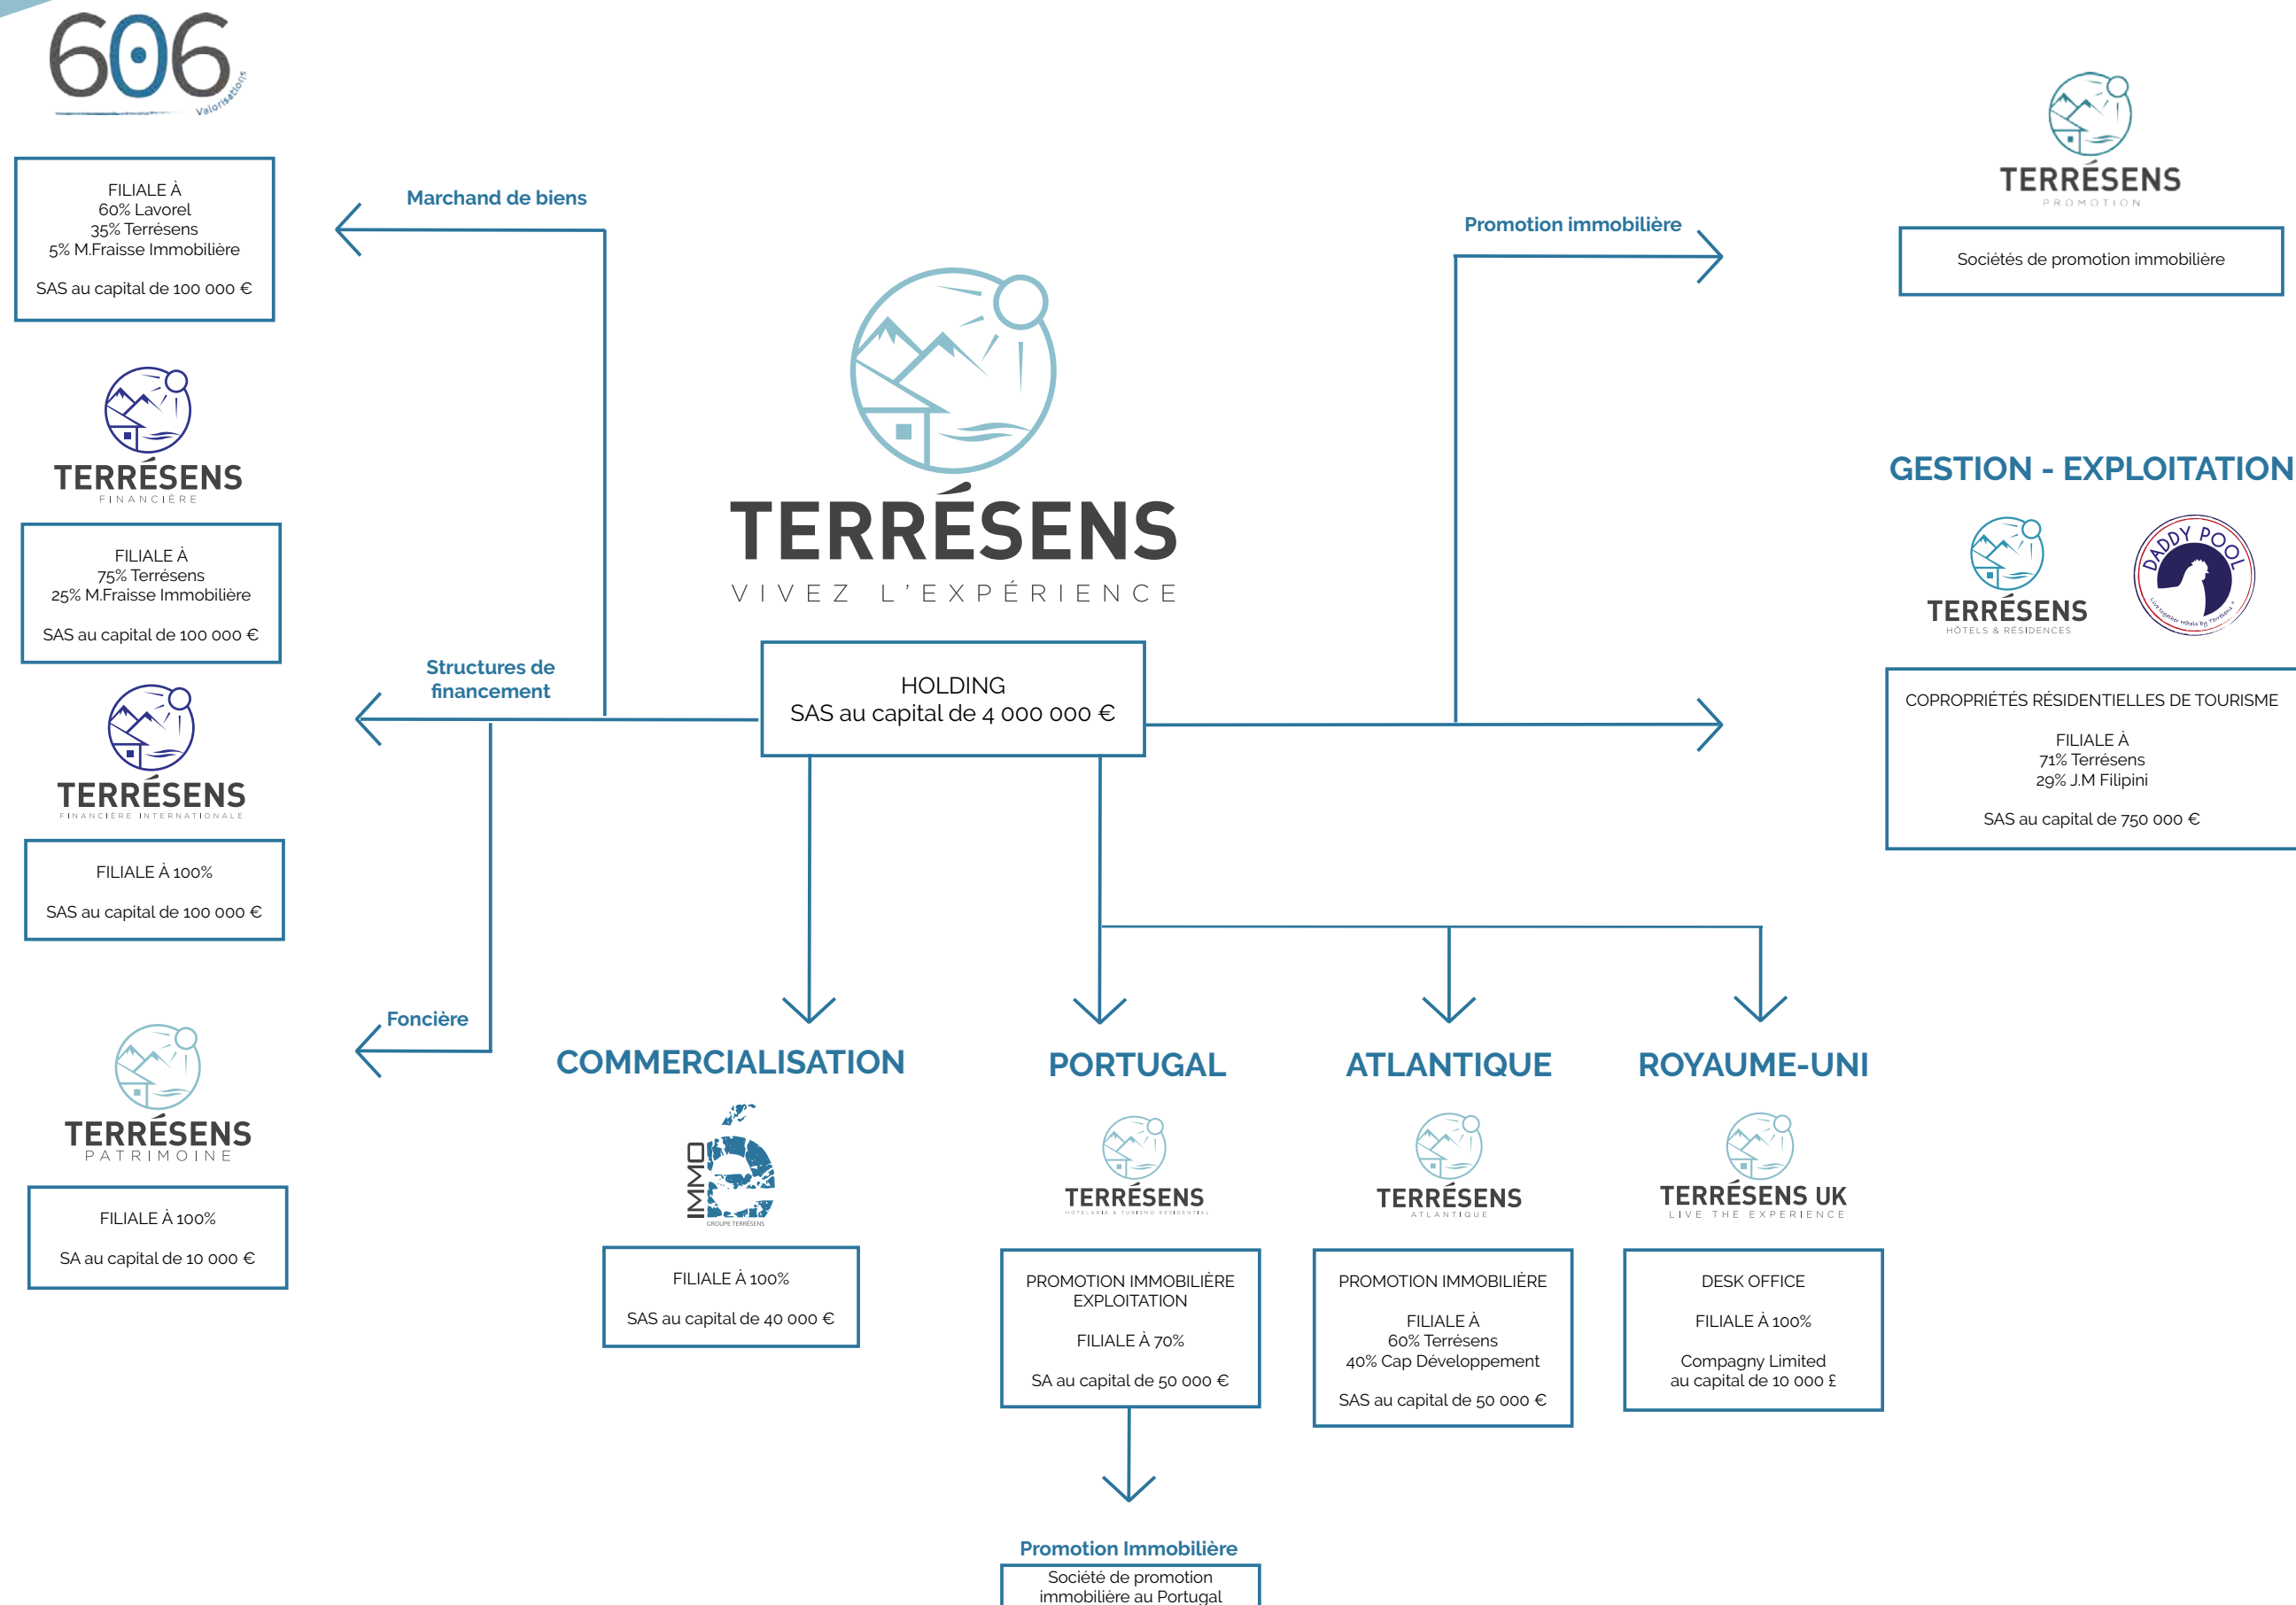 606
Valorisations
FILIALE À
60% Lavorel
35% Terrésens
5% M.Fraisse Immobilière
SAS au capital de 100 000 €
TERRÉSENS
FINANCIÈRE
FILIALE À
75% Terrésens
25% M.Fraisse Immobilière
SAS au capital de 100 000 €
TERRÉSENS
FINANCIÈRE INTERNATIONALE
FILIALE À 100%
SAS au capital de 100 000 €
TERRÉSENS
PATRIMOINE
FILIALE À 100%
SA au capital de 10 000 €
Marchand de biens
Structures de
financement
Foncière
TERRÉSENS
VIVEZ L'EXPÉRIENCE
HOLDING
SAS au capital de 4 000 000 €
Promotion immobilière
TERRÉSENS
PROMOTION
Sociétés de promotion immobilière
GESTION - EXPLOITATION
TERRÉSENS
HÔTELS & RÉSIDENCES
DADDY POOL
COPROPRIÉTÉS RÉSIDENTIELLES DE TOURISME
FILIALE À
71% Terrésens
29% J.M Filipini
SAS au capital de 750 000 €
COMMERCIALISATION
IMMO é
GROUPE TERRÉSENS
FILIALE À 100%
SAS au capital de 40 000 €
PORTUGAL
TERRÉSENS
HOTELARIA & TURISMO RESIDENTIAL
PROMOTION IMMOBILIÈRE
EXPLOITATION
FILIALE À 70%
SA au capital de 50 000 €
Promotion Immobilière
Société de promotion
immobilière au Portugal
ATLANTIQUE
TERRÉSENS
ATLANTIQUE
PROMOTION IMMOBILIÈRE
FILIALE À
60% Terrésens
40% Cap Développement
SAS au capital de 50 000 €
ROYAUME-UNI
TERRÉSENS UK
LIVE THE EXPERIENCE
DESK OFFICE
FILIALE À 100%
Compagny Limited
au capital de 10 000 £